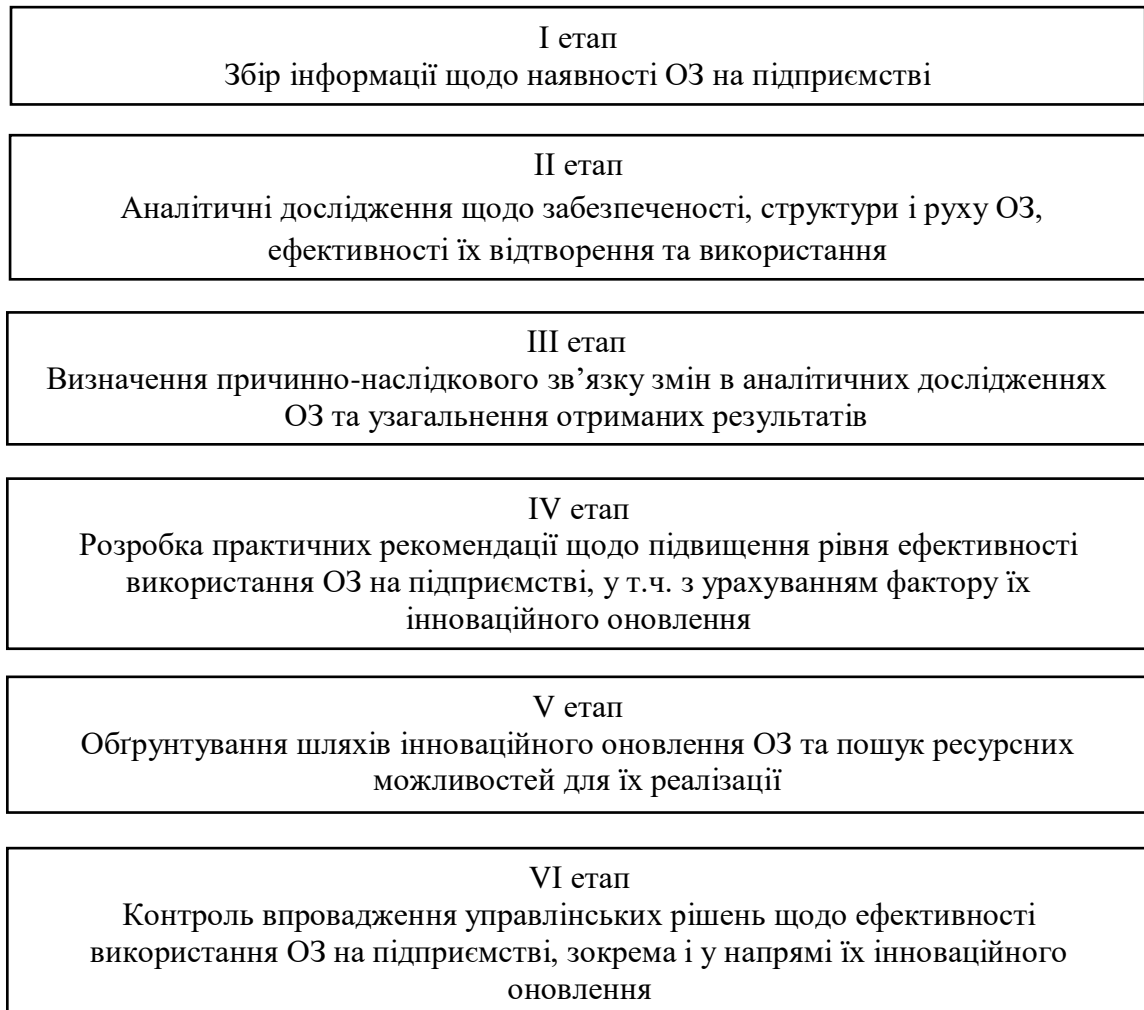 І етап
Збір інформації щодо наявності ОЗ на підприємстві
ІІ етап
Аналітичні дослідження щодо забезпеченості, структури і руху ОЗ,
ефективності їх відтворення та використання
ІІІ етап
Визначення причинно-наслідкового зв’язку змін в аналітичних дослідженнях
ОЗ та узагальнення отриманих результатів
IV етап
Розробка практичних рекомендації щодо підвищення рівня ефективності
використання ОЗ на підприємстві, у т.ч. з урахуванням фактору їх
інноваційного оновлення
V етап
Обґрунтування шляхів інноваційного оновлення ОЗ та пошук ресурсних
можливостей для їх реалізації
VI етап
Контроль впровадження управлінських рішень щодо ефективності
використання ОЗ на підприємстві, зокрема і у напрямі їх інноваційного
оновлення